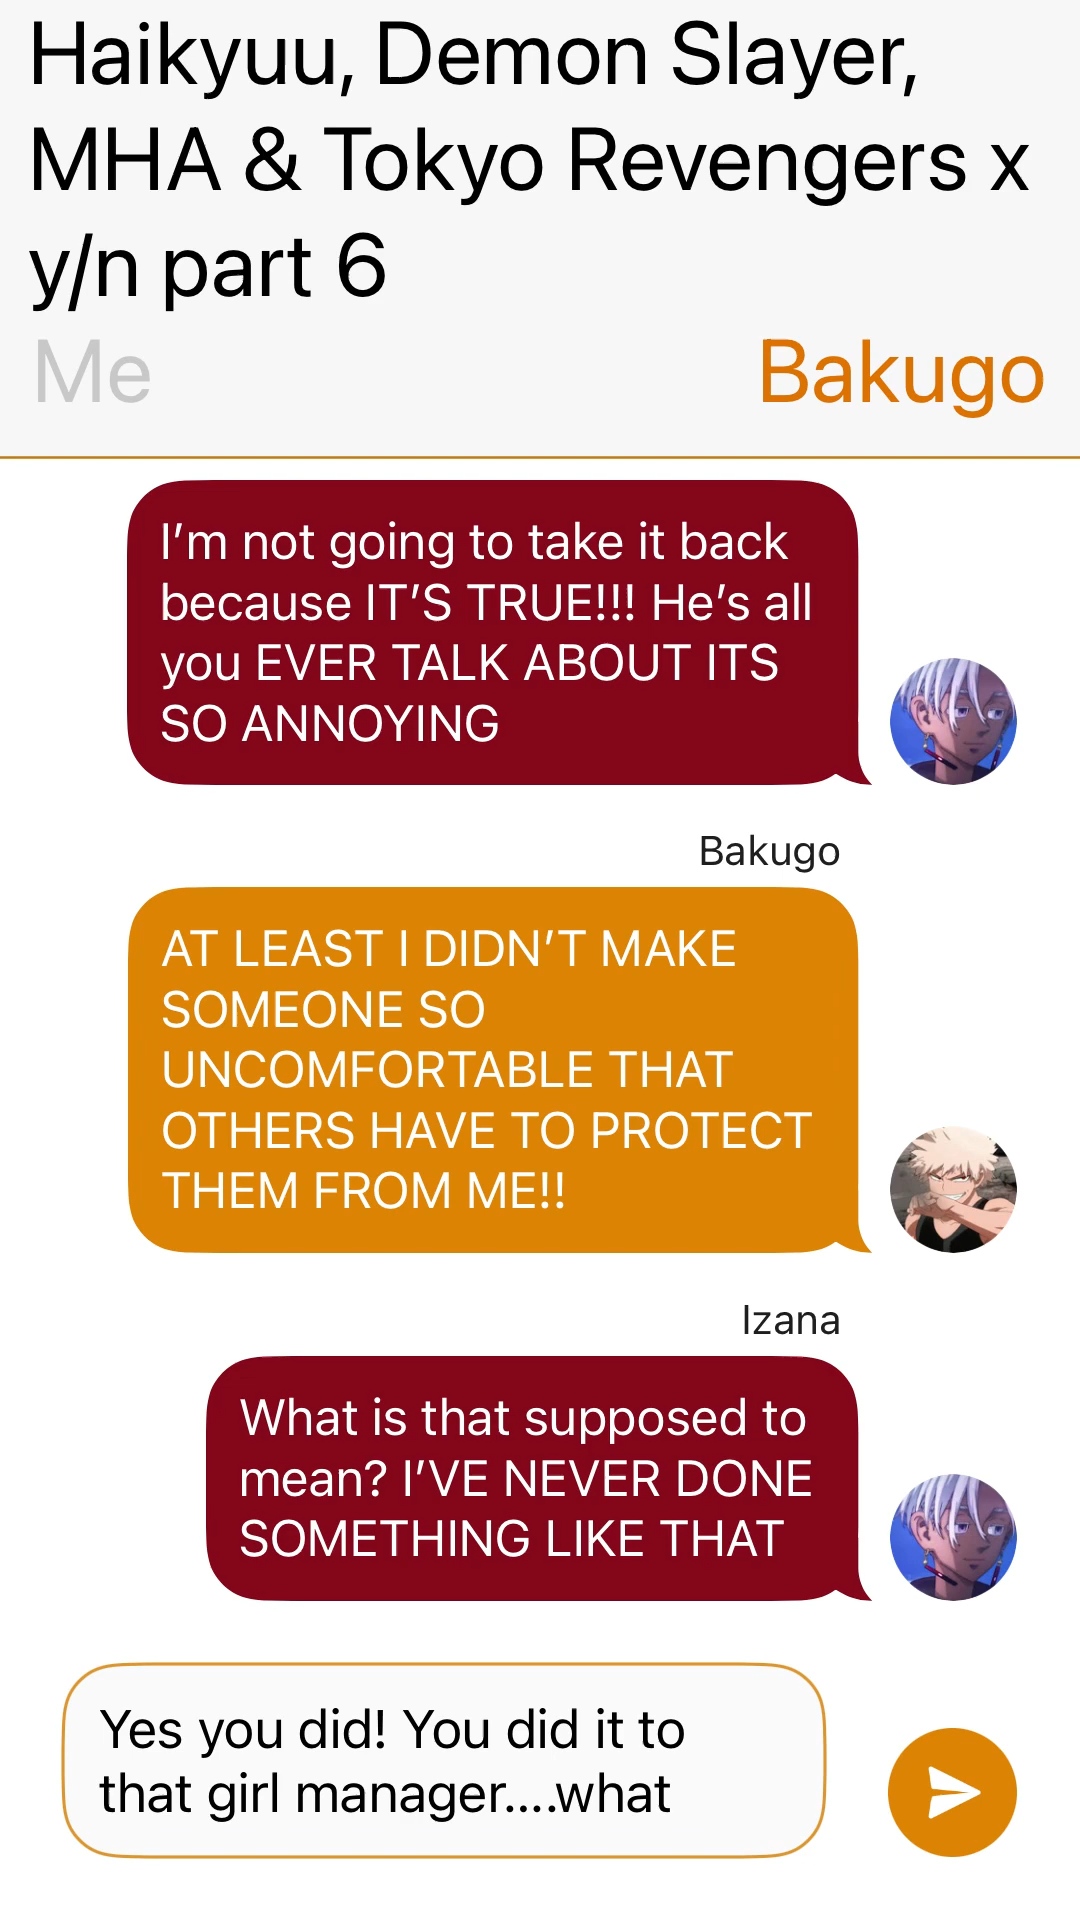 Haikyuu, Demon Slayer,
MHA & Tokyo Revengers x
y/n part 6
Me
Bakugo
I’m not going to take it back
because IT’S TRUE!!! He’s all
you EVER TALK ABOUT ITS
SO ANNOYING
Bakugo
AT LEAST I DIDN’T MAKE
SOMEONE SO
UNCOMFORTABLE THAT
OTHERS HAVE TO PROTECT
THEM FROM ME!!
Izana
What is that supposed to
mean? I’VE NEVER DONE
SOMETHING LIKE THAT
Yes you did! You did it to
that girl manager....what